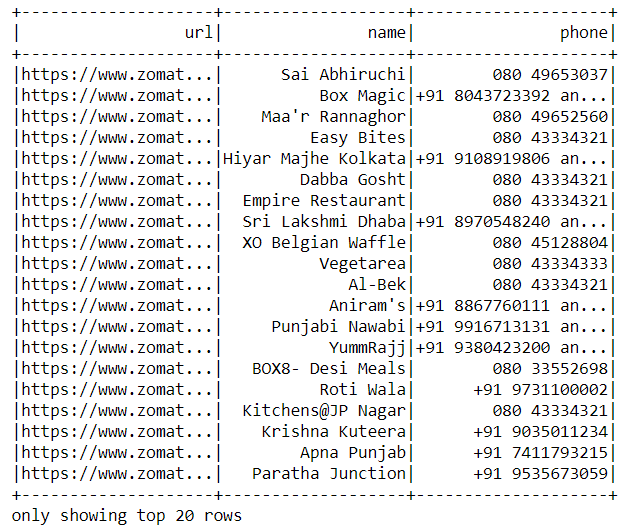 +--------------------+-------------------+--------------------+
|                 url|               name|               phone|
+--------------------+-------------------+--------------------+
|https://www.zomat...|      Sai Abhiruchi|        080 49653037|
|https://www.zomat...|          Box Magic|+91 8043723392 an...|
|https://www.zomat...|    Maa'r Rannaghor|        080 49652560|
|https://www.zomat...|         Easy Bites|        080 43334321|
|https://www.zomat...|Hiyar Majhe Kolkata|+91 9108919806 an...|
|https://www.zomat...|        Dabba Gosht|        080 43334321|
|https://www.zomat...|  Empire Restaurant|        080 43334321|
|https://www.zomat...|  Sri Lakshmi Dhaba|+91 8970548240 an...|
|https://www.zomat...|  XO Belgian Waffle|        080 45128804|
|https://www.zomat...|          Vegetarea|        080 43334333|
|https://www.zomat...|             Al-Bek|        080 43334321|
|https://www.zomat...|           Aniram's|+91 8867760111 an...|
|https://www.zomat...|     Punjabi Nawabi|+91 9916713131 an...|
|https://www.zomat...|           YummRajj|+91 9380423200 an...|
|https://www.zomat...|   BOX8- Desi Meals|        080 33552698|
|https://www.zomat...|          Roti Wala|      +91 9731100002|
|https://www.zomat...|  Kitchens@JP Nagar|        080 43334321|
|https://www.zomat...|    Krishna Kuteera|      +91 9035011234|
|https://www.zomat...|        Apna Punjab|      +91 7411793215|
|https://www.zomat...|   Paratha Junction|      +91 9535673059|
+--------------------+-------------------+--------------------+
only showing top 20 rows